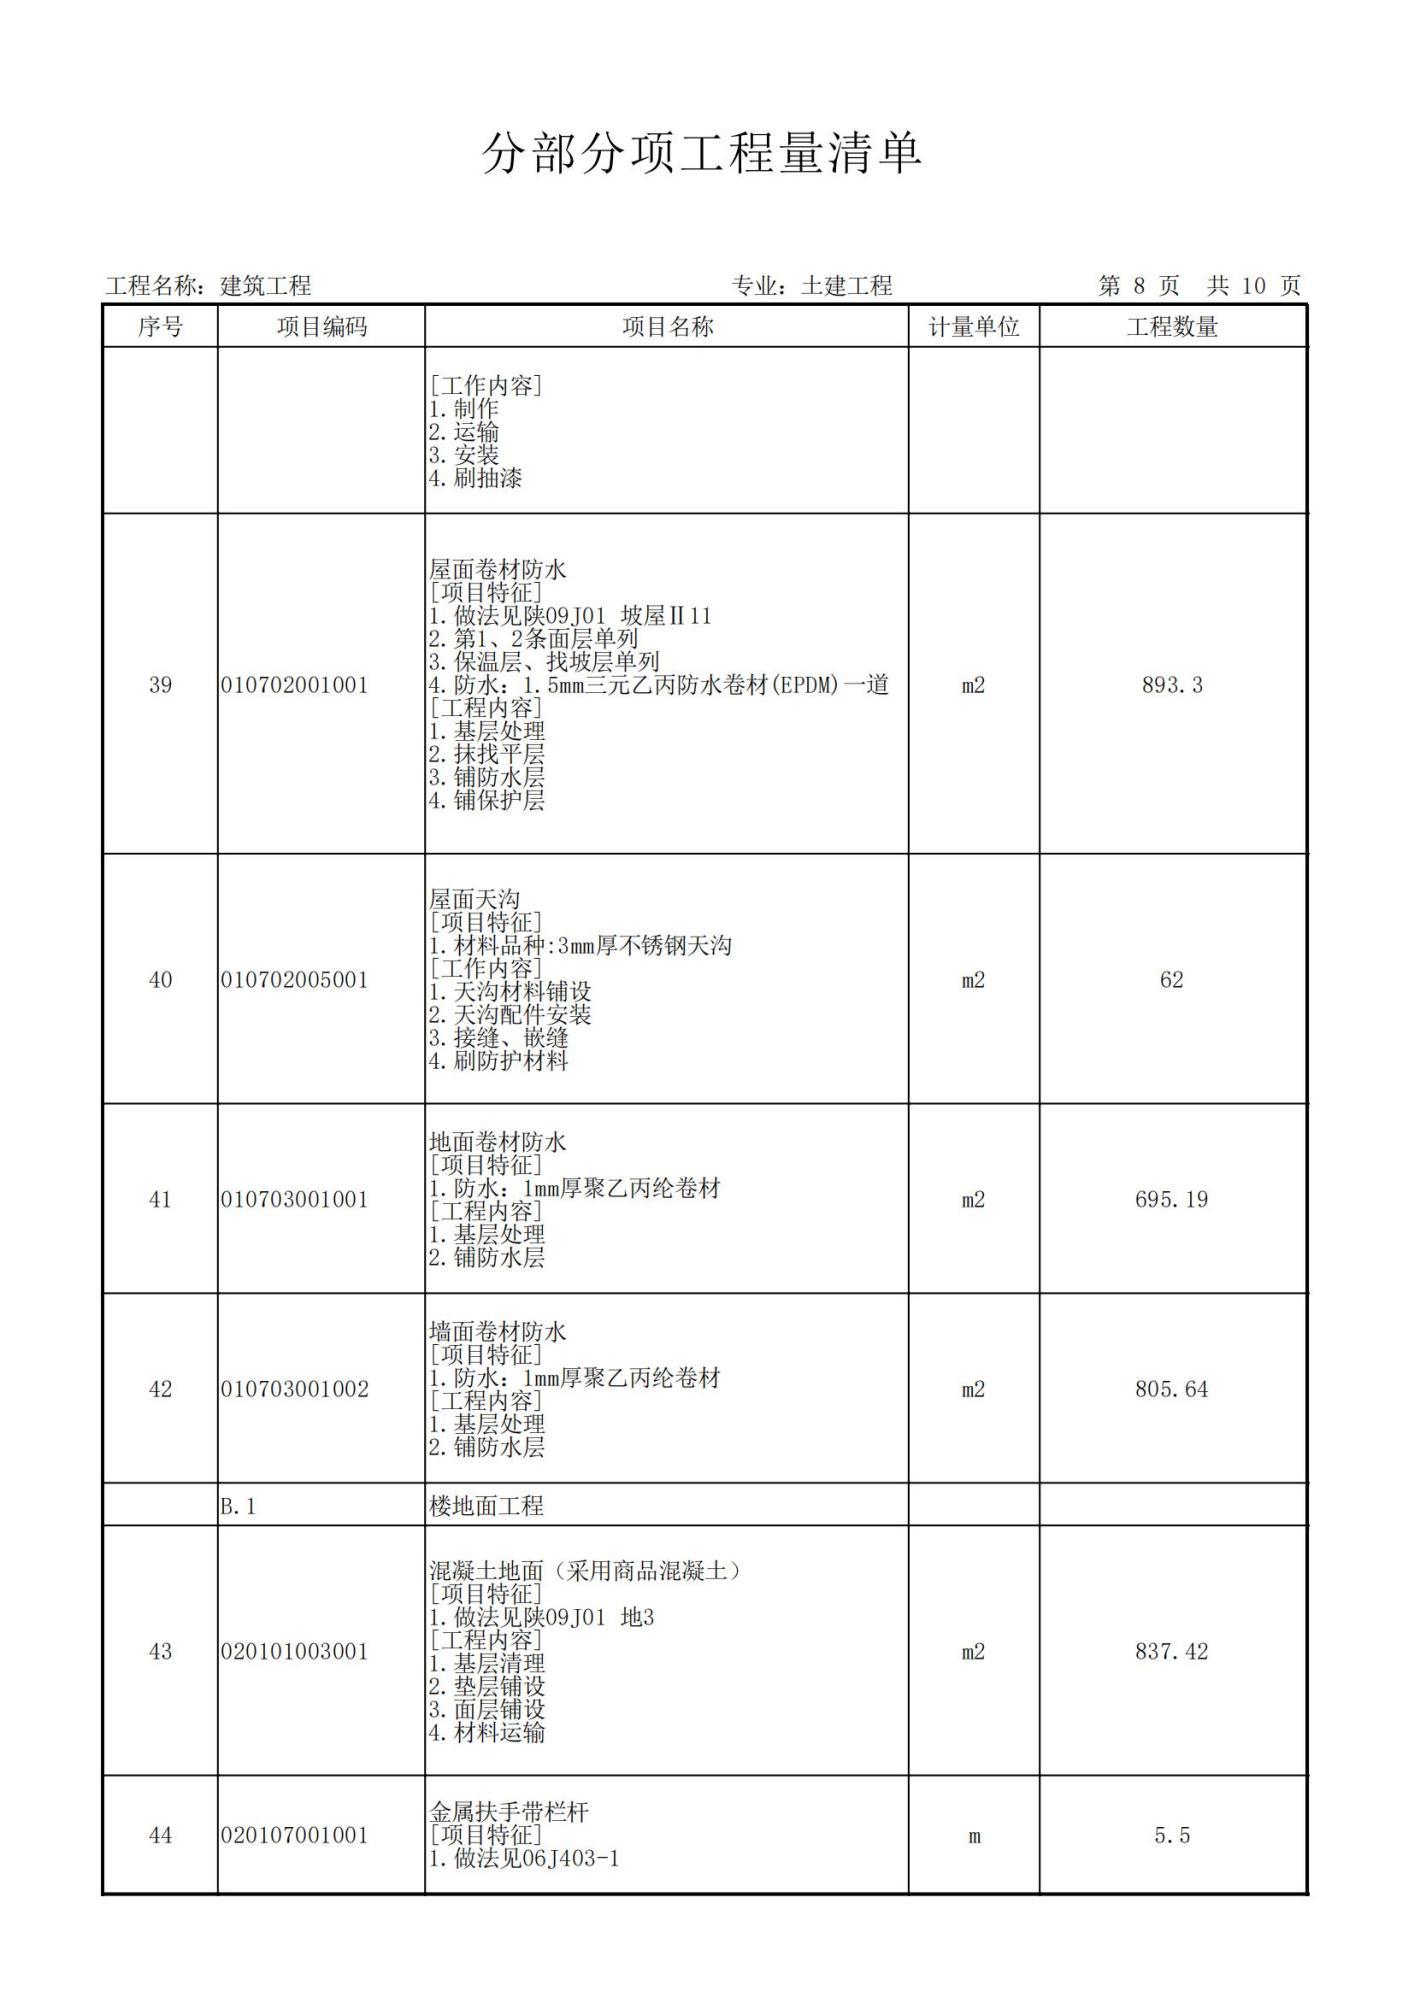 分部分项工程量清单
工程名称：建筑工程 专业：土建工程 第 8 页 共 10 页
序号 项目编码 项目名称 计量单位 工程数量
[工作内容]
1.制作
2.运输
3.安装
4.刷抽漆
屋面卷材防水
[项目特征]
1.做法见陕09J01 坡屋Ⅱ11
2.第1、2条面层单列
3.保温层、找坡层单列
39 010702001001 4.防水：1.5mm三元乙丙防水卷材(EPDM)一道 m2 893.3
[工程内容]
1.基层处理
2.抹找平层
3.铺防水层
4.铺保护层
屋面天沟
[项目特征]
1.材料品种:3mm厚不锈钢天沟
[工作内容]
40 010702005001 m2 62
1.天沟材料铺设
2.天沟配件安装
3.接缝、嵌缝
4.刷防护材料
地面卷材防水
[项目特征]
1.防水：1mm厚聚乙丙纶卷材
41 010703001001 m2 695.19
[工程内容]
1.基层处理
2.铺防水层
墙面卷材防水
[项目特征]
1.防水：1mm厚聚乙丙纶卷材
42 010703001002 m2 805.64
[工程内容]
1.基层处理
2.铺防水层
B.1 楼地面工程
混凝土地面（采用商品混凝土）
[项目特征]
1.做法见陕09J01 地3
[工程内容]
43 020101003001 m2 837.42
1.基层清理
2.垫层铺设
3.面层铺设
4.材料运输
金属扶手带栏杆
44 020107001001 [项目特征] m 5.5
1.做法见06J403-1